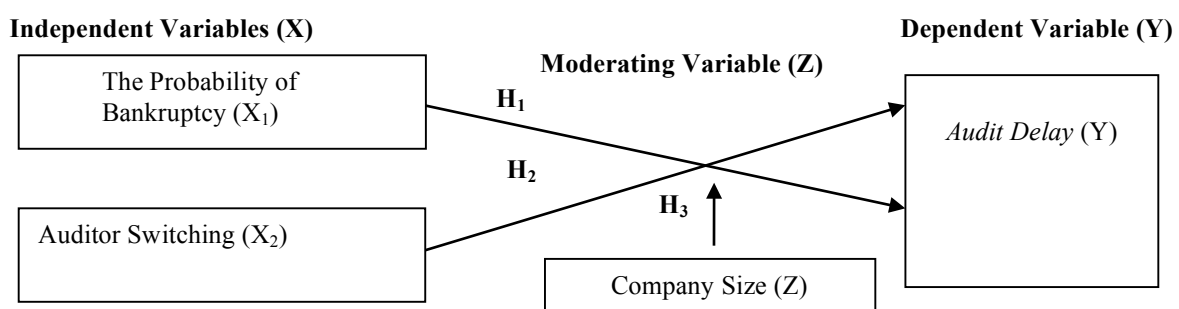 Independent Variables (X)
Dependent Variable (Y)
Moderating Variable (Z)
The Probability of
Bankruptcy (X₁)
H₁
Audit Delay (Y)
H₂
H₃
Auditor Switching (X₂)
Company Size (Z)